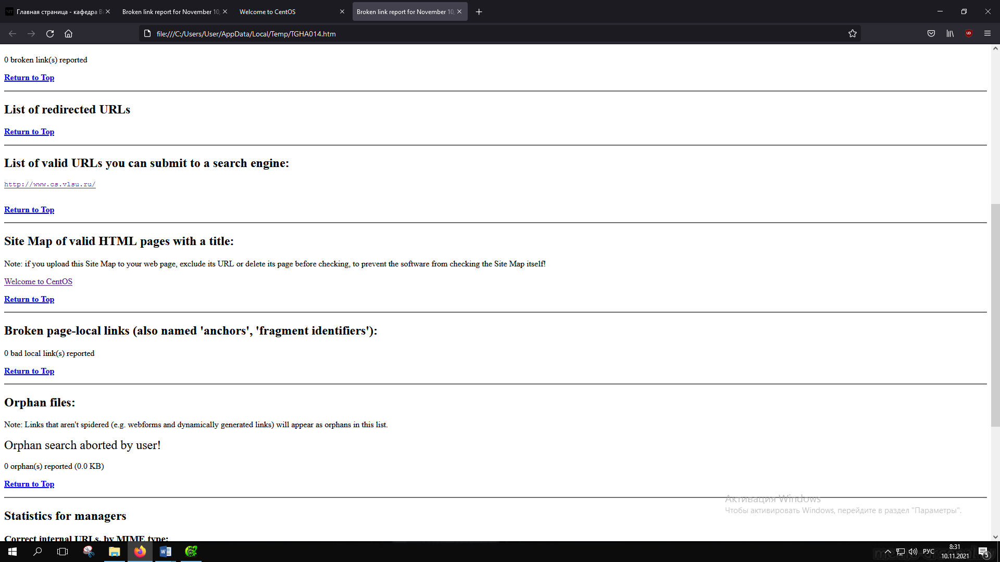 Главная страница - кафедра В
Broken link report for November 10,
Welcome to CentOS
Broken link report for November 10,
file:///C:/Users/User/AppData/Local/Temp/TGHA014.htm
0 broken link(s) reported
Return to Top
List of redirected URLs
Return to Top
List of valid URLs you can submit to a search engine:
http://www.cs.vlsu.ru/
Return to Top
Site Map of valid HTML pages with a title:
Note: if you upload this Site Map to your web page, exclude its URL or delete its page before checking, to prevent the software from checking the Site Map itself!
Welcome to CentOS
Return to Top
Broken page-local links (also named 'anchors', 'fragment identifiers'):
0 bad local link(s) reported
Return to Top
Orphan files:
Note: Links that aren't spidered (e.g. webforms and dynamically generated links) will appear as orphans in this list.
Orphan search aborted by user!
0 orphan(s) reported (0.0 KB)
Return to Top
Активация Windows
Чтобы активировать Windows, перейдите в раздел "Параметры".
Statistics for managers
Correct internal URLs, by MIME type:
РУС
8:31
10.11.2021
5